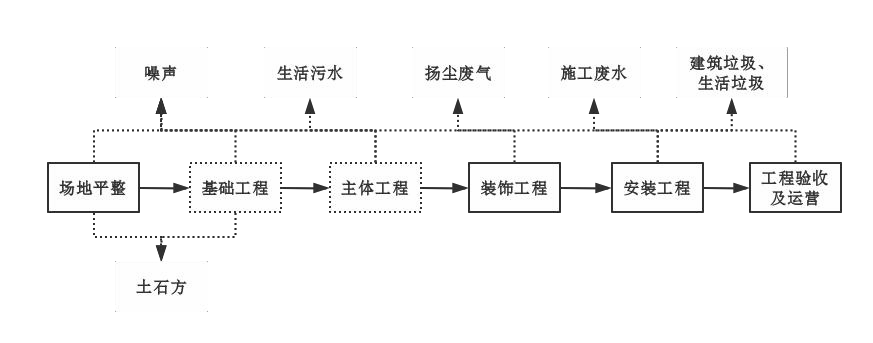 噪声
生活污水
扬尘废气
施工废水
建筑垃圾、
生活垃圾
场地平整
基础工程
主体工程
装饰工程
安装工程
工程验收
及运营
土石方